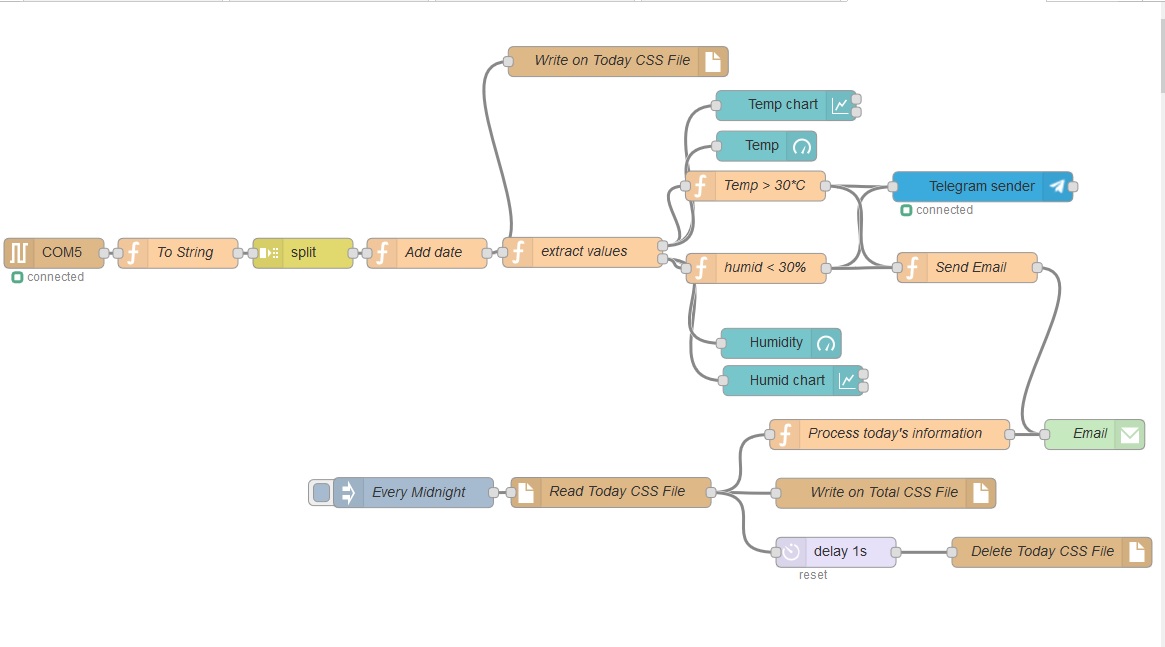 Write on Today CSS File
Temp chart
Temp
Temp > 30*C
Telegram sender
connected
COM5
connected
To String
split
Add date
extract values
humid < 30%
Send Email
Humidity
Humid chart
Process today's information
Email
Every Midnight
Read Today CSS File
Write on Total CSS File
delay 1s
reset
Delete Today CSS File